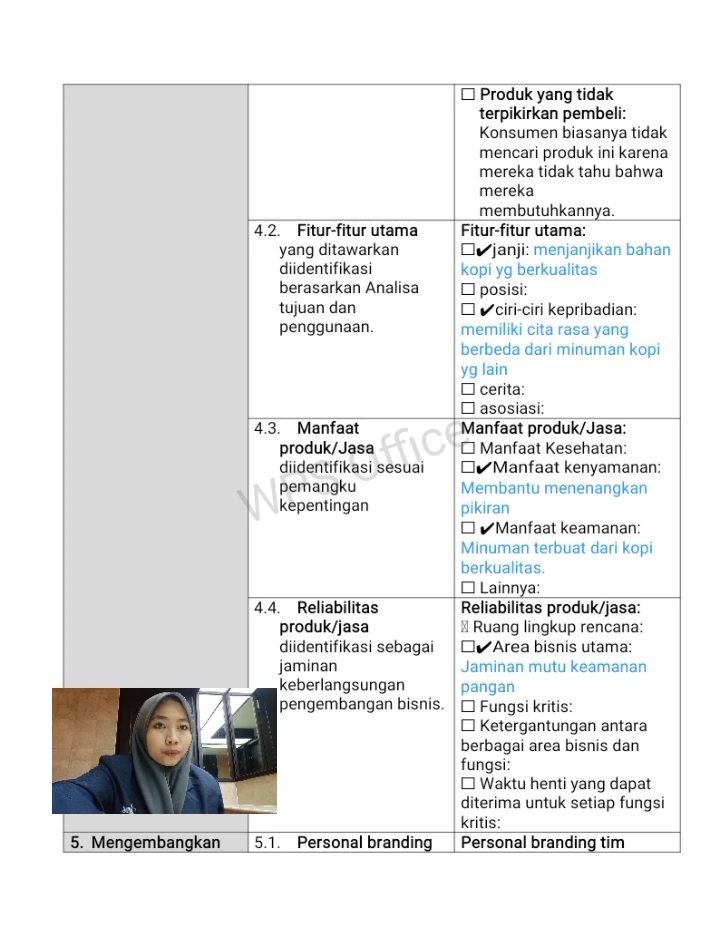 ☐ Produk yang tidak
terpikirkan pembeli:
Konsumen biasanya tidak
mencari produk ini karena
mereka tidak tahu bahwa
mereka
membutuhkannya.
4.2. Fitur-fitur utama
yang ditawarkan
diidentifikasi
berasarkan Analisa
tujuan dan
penggunaan.
Fitur-fitur utama:
☐✔janji: menjanjikan bahan
kopi yg berkualitas
☐ posisi:
☐ ✔ciri-ciri kepribadian:
memiliki cita rasa yang
berbeda dari minuman kopi
yg lain
☐ cerita:
☐ asosiasi:
4.3. Manfaat
produk/Jasa
diidentifikasi sesuai
pemangku
kepentingan
Manfaat produk/Jasa:
☐ Manfaat Kesehatan:
☐✔Manfaat kenyamanan:
Membantu menenangkan
pikiran
☐ ✔Manfaat keamanan:
Minuman terbuat dari kopi
berkualitas.
☐ Lainnya:
4.4. Reliabilitas
produk/jasa
diidentifikasi sebagai
jaminan
keberlangsungan
pengembangan bisnis.
Reliabilitas produk/jasa:
Ruang lingkup rencana:
☐✔Area bisnis utama:
Jaminan mutu keamanan
pangan
☐ Fungsi kritis:
☐ Ketergantungan antara
berbagai area bisnis dan
fungsi:
☐ Waktu henti yang dapat
diterima untuk setiap fungsi
kritis:
5. Mengembangkan
5.1. Personal branding
Personal branding tim
WPS Office